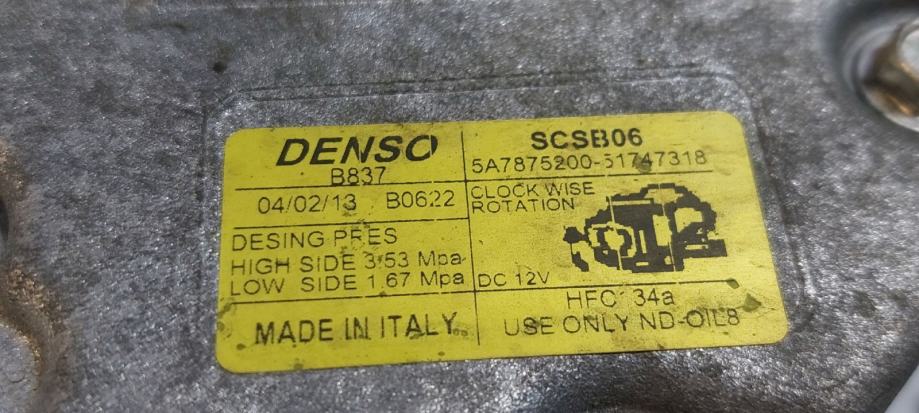 DENSO
B837
04/02/13 B0622
DESING PRES
HIGH SIDE 3.53 Mpa
LOW SIDE 1.67 Mpa
MADE IN ITALY
SCSB06
5A7875200-51747318
CLOCK WISE
ROTATION
DC 12V
HFC 34a
USE ONLY ND-OIL8